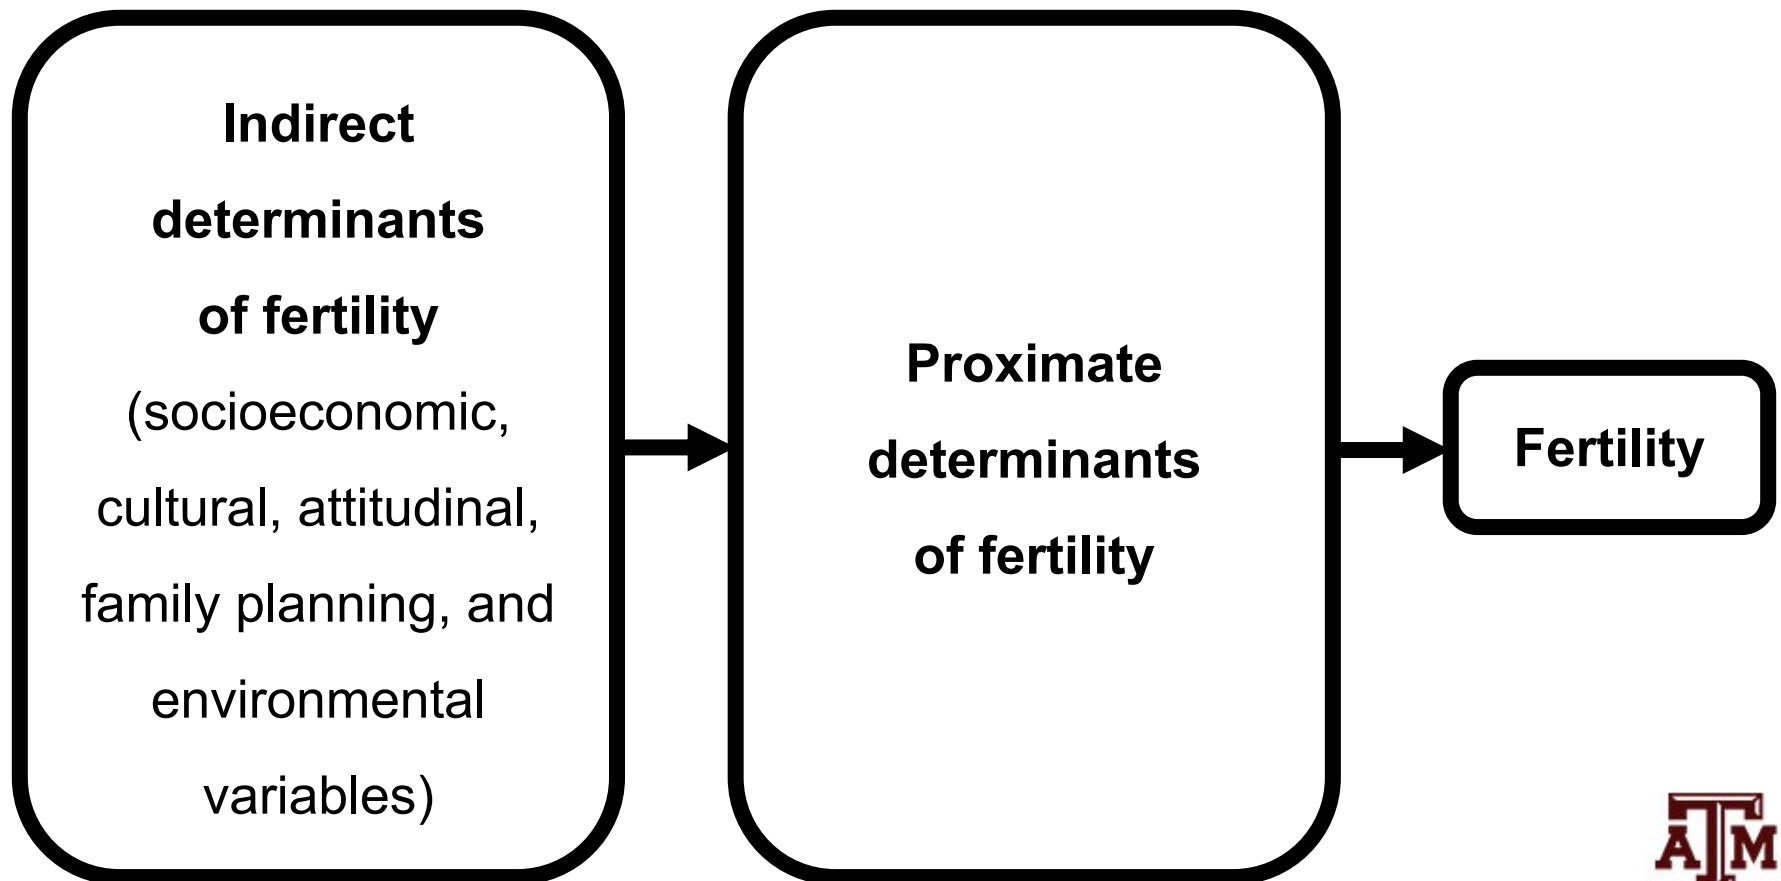 Indirect
determinants
of fertility
(socioeconomic,
cultural, attitudinal,
family planning, and
environmental
variables)
Proximate
determinants
of fertility
Fertility
ATM